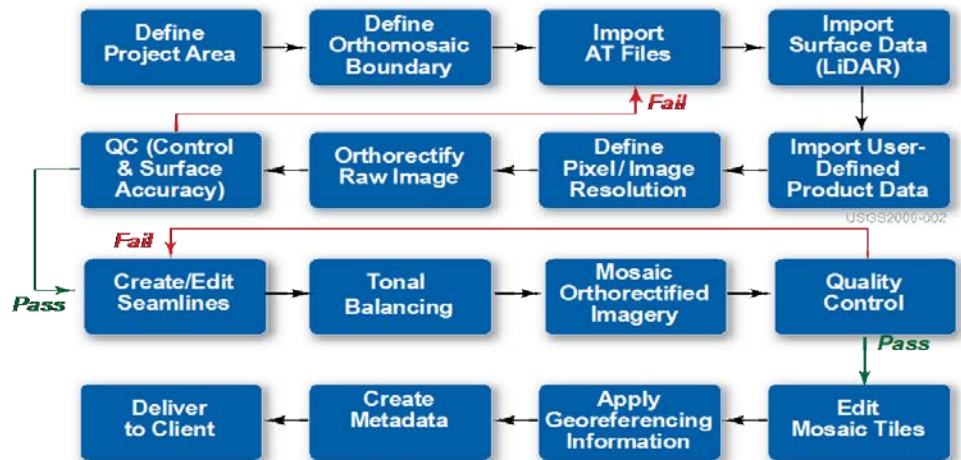 Define
Project Area
Define
Orthomosaic
Boundary
Import
AT Files
Import
Surface Data
(LiDAR)
Fail
QC (Control
& Surface
Accuracy)
Orthorectify
Raw Image
Define
Pixel/Image
Resolution
Import User-
Defined
Product Data
USGS2009-002
Fail
Pass
Create/Edit
Seamlines
Tonal
Balancing
Mosaic
Orthorectified
Imagery
Quality
Control
Pass
Deliver
to Client
Create
Metadata
Apply
Georeferencing
Information
Edit
Mosaic Tiles